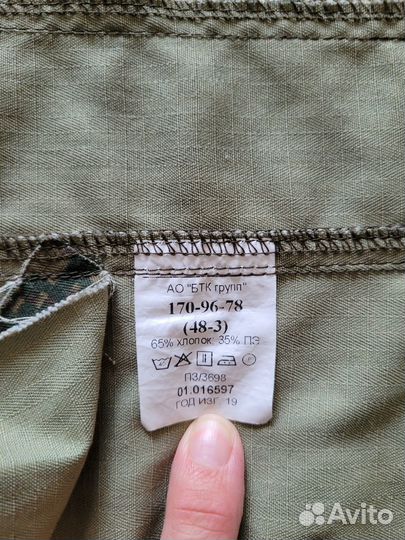 АО "БТК групп"
170-96-78
(48-3)
65% хлопок 35% ПЭ
ПЗ/3698
01.016597
ГОД ИЗГ. 19
Avito